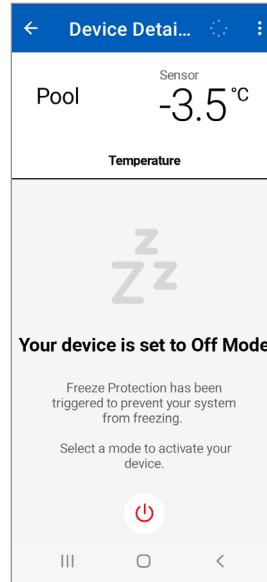 Device Detai...
Sensor
Pool
-3.5°C
Temperature
z
Z z
Your device is set to Off Mode
Freeze Protection has been
triggered to prevent your system
from freezing.
Select a mode to activate your
device.